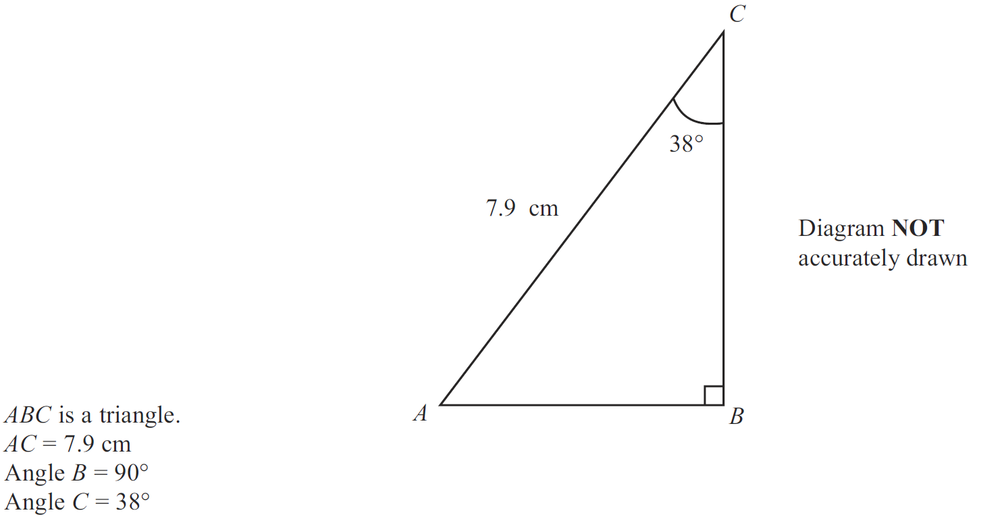 C
38°
7.9 cm
Diagram NOT
accurately drawn
A
B
ABC is a triangle.
AC = 7.9 cm
Angle B = 90°
Angle C = 38°